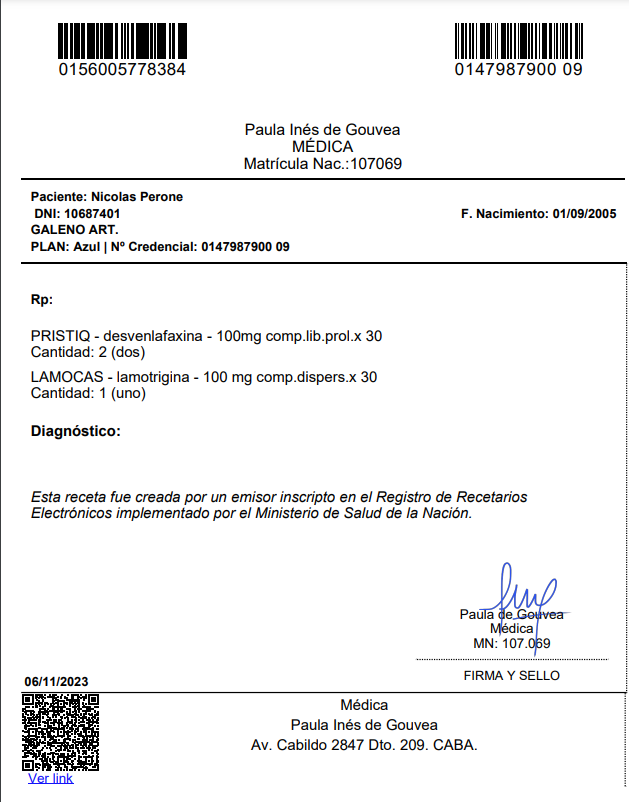 0156005778384
0147987900 09
Paula Inés de Gouvea
MÉDICA
Matrícula Nac.:107069
Paciente: Nicolas Perone
DNI: 10687401
F. Nacimiento: 01/09/2005
GALENO ART.
PLAN: Azul | Nº Credencial: 0147987900 09
Rp:
PRISTIQ - desvenlafaxina - 100mg comp.lib.prol.x 30
Cantidad: 2 (dos)
LAMOCAS - lamotrigina - 100 mg comp.dispers.x 30
Cantidad: 1 (uno)
Diagnóstico:
Esta receta fue creada por un emisor inscripto en el Registro de Recetarios
Electrónicos implementado por el Ministerio de Salud de la Nación.
Paula de Gouvea
Médica
MN: 107.069
FIRMA Y SELLO
06/11/2023
Médica
Paula Inés de Gouvea
Av. Cabildo 2847 Dto. 209. CABA.
Ver link